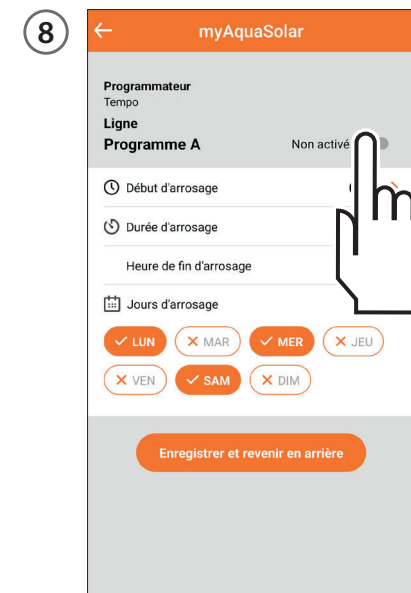 8
myAquaSolar
Programmateur
Tempo
Ligne
Programme A Non activé
Début d'arrosage
Durée d'arrosage
Heure de fin d'arrosage
Jours d'arrosage
LUN MAR MER JEU
VEN SAM DIM
Enregistrer et revenir en arrière